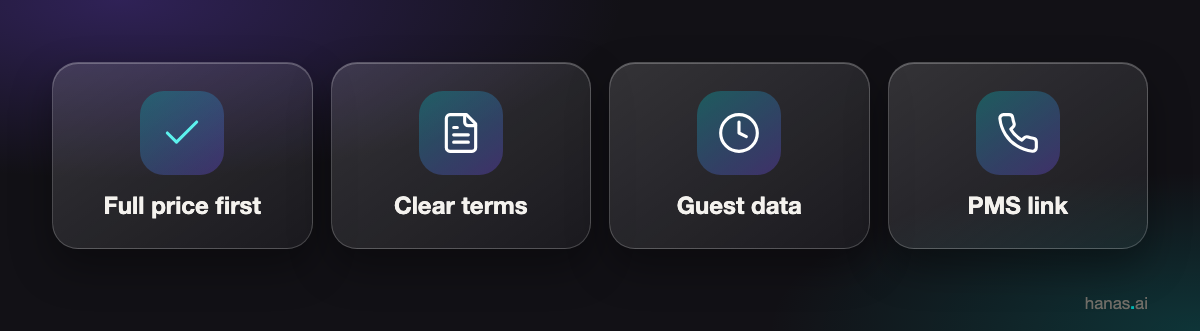 Full price first
Clear terms
Guest data
PMS link
hanas.ai